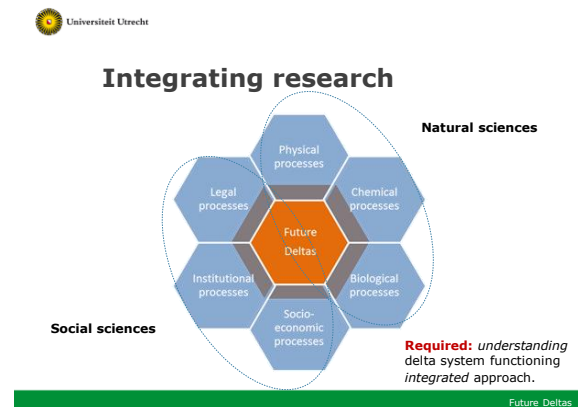 Universiteit Utrecht
Integrating research
Natural sciences
Physical
processes
Legal
processes
Chemical
processes
Future
Deltas
Institutional
processes
Biological
processes
Socio-
economic
processes
Social sciences
Required: understanding
delta system functioning
integrated approach.
Future Deltas